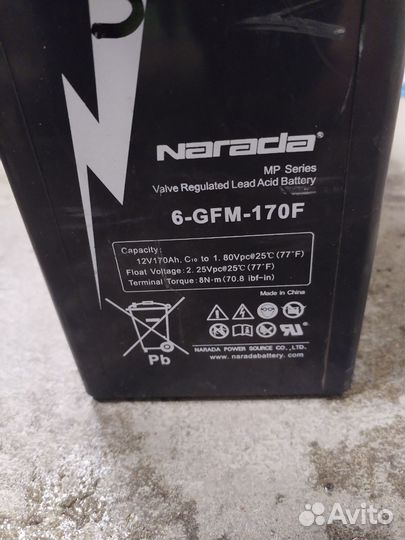 Narada®
MP Series
Valve Regulated Lead Acid Battery
6-GFM-170F
Capacity:
12V170Ah. C₁₀ to 1. 80Vpc@25℃(77℉)
Float Voltage: 2. 25Vpc@25℃(77℉)
Terminal Torque: 8N·m (70.8 ibf-in)
Made in China
Pb
NARADA POWER SOURCE CO.,LTD.
www.naradabattery.com
Avito